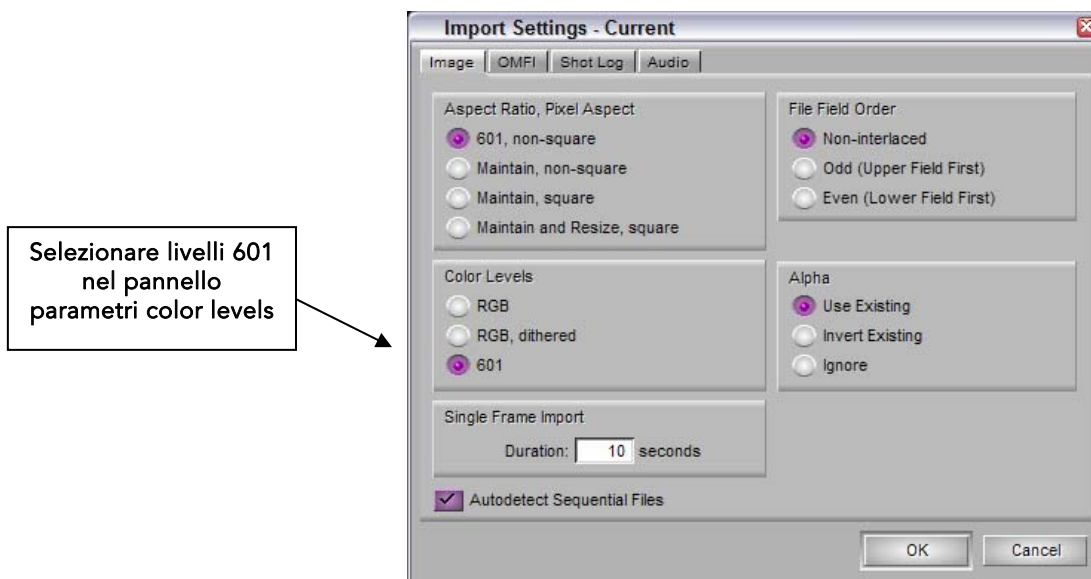 Import Settings - Current
Image OMFI Shot Log Audio
Aspect Ratio, Pixel Aspect
601, non-square
Maintain, non-square
Maintain, square
Maintain and Resize, square
File Field Order
Non-interlaced
Odd (Upper Field First)
Even (Lower Field First)
Selezionare livelli 601
nel pannello
parametri color levels
Color Levels
RGB
RGB, dithered
601
Alpha
Use Existing
Invert Existing
Ignore
Single Frame Import
Duration: 10 seconds
Autodetect Sequential Files
OK Cancel